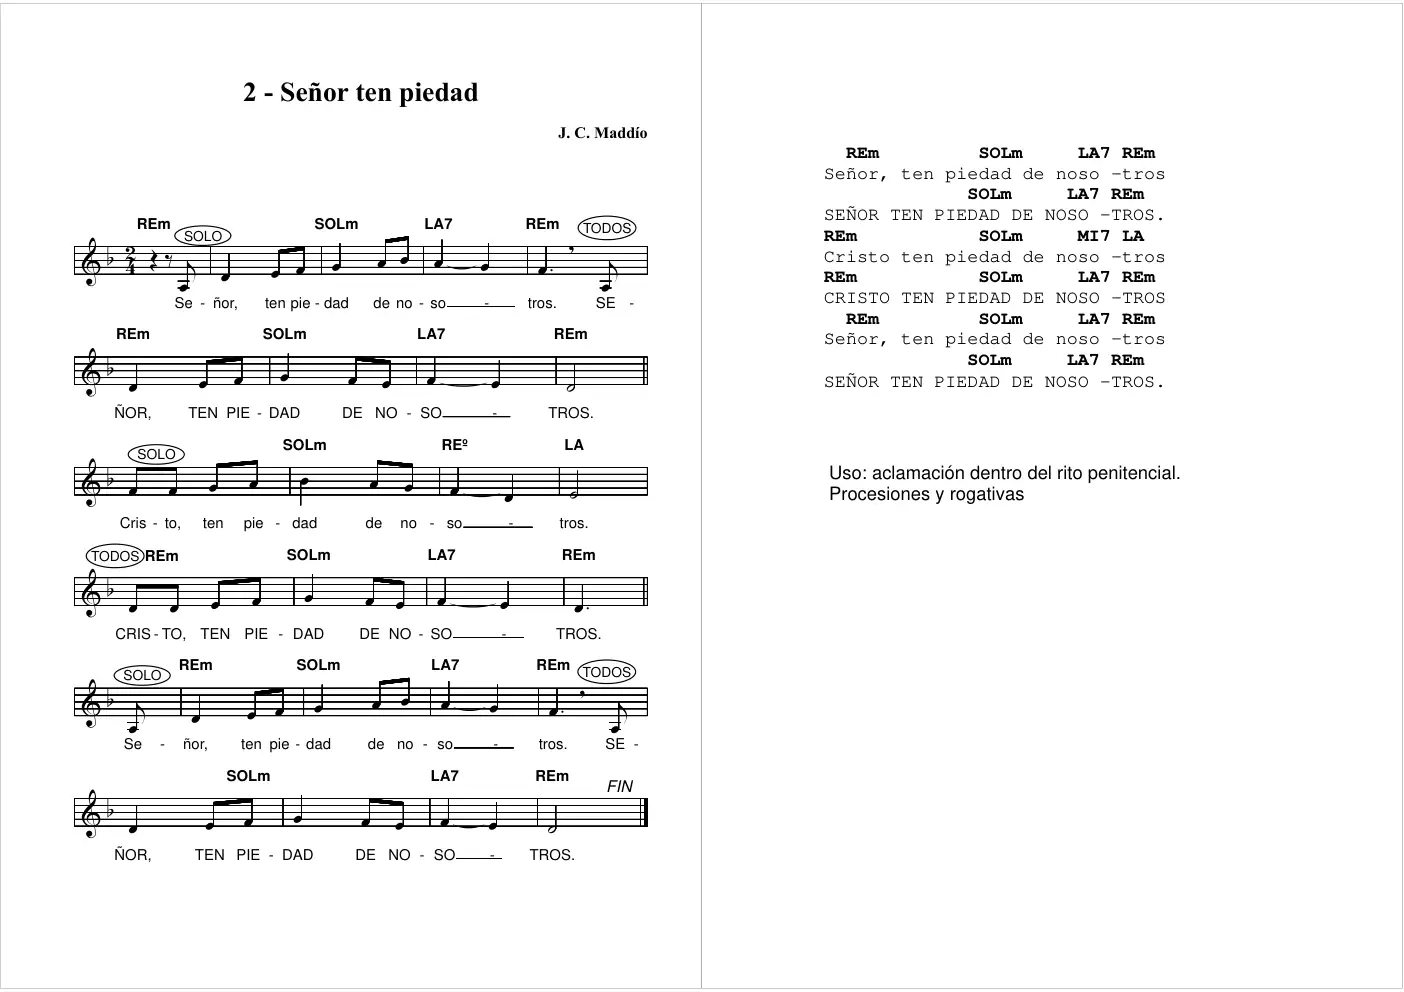 2 - Señor ten piedad
J. C. Maddío
REm SOLO SOLm LA7 REm TODOS
2
4
Se - ñor, ten pie - dad de no - so - tros. SE -
REm SOLm LA7 REm
ÑOR, TEN PIE - DAD DE NO - SO - TROS.
SOLO SOLm REº LA
Cris - to, ten pie - dad de no - so - tros.
TODOS REm SOLm LA7 REm
CRIS - TO, TEN PIE - DAD DE NO - SO - TROS.
SOLO REm SOLm LA7 REm TODOS
Se - ñor, ten pie - dad de no - so - tros. SE -
SOLm LA7 REm FIN
ÑOR, TEN PIE - DAD DE NO - SO - TROS.
REm SOLm LA7 REm
Señor, ten piedad de noso -tros
SOLm LA7 REm
SEÑOR TEN PIEDAD DE NOSO -TROS.
REm SOLm MI7 LA
Cristo ten piedad de noso -tros
REm SOLm LA7 REm
CRISTO TEN PIEDAD DE NOSO -TROS
REm SOLm LA7 REm
Señor, ten piedad de noso -tros
SOLm LA7 REm
SEÑOR TEN PIEDAD DE NOSO -TROS.
Uso: aclamación dentro del rito penitencial.
Procesiones y rogativas